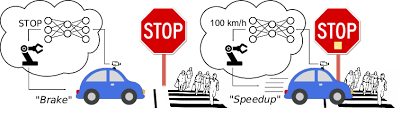 STOP
STOP
"Brake"
100 km/h
STOP
"Speedup"